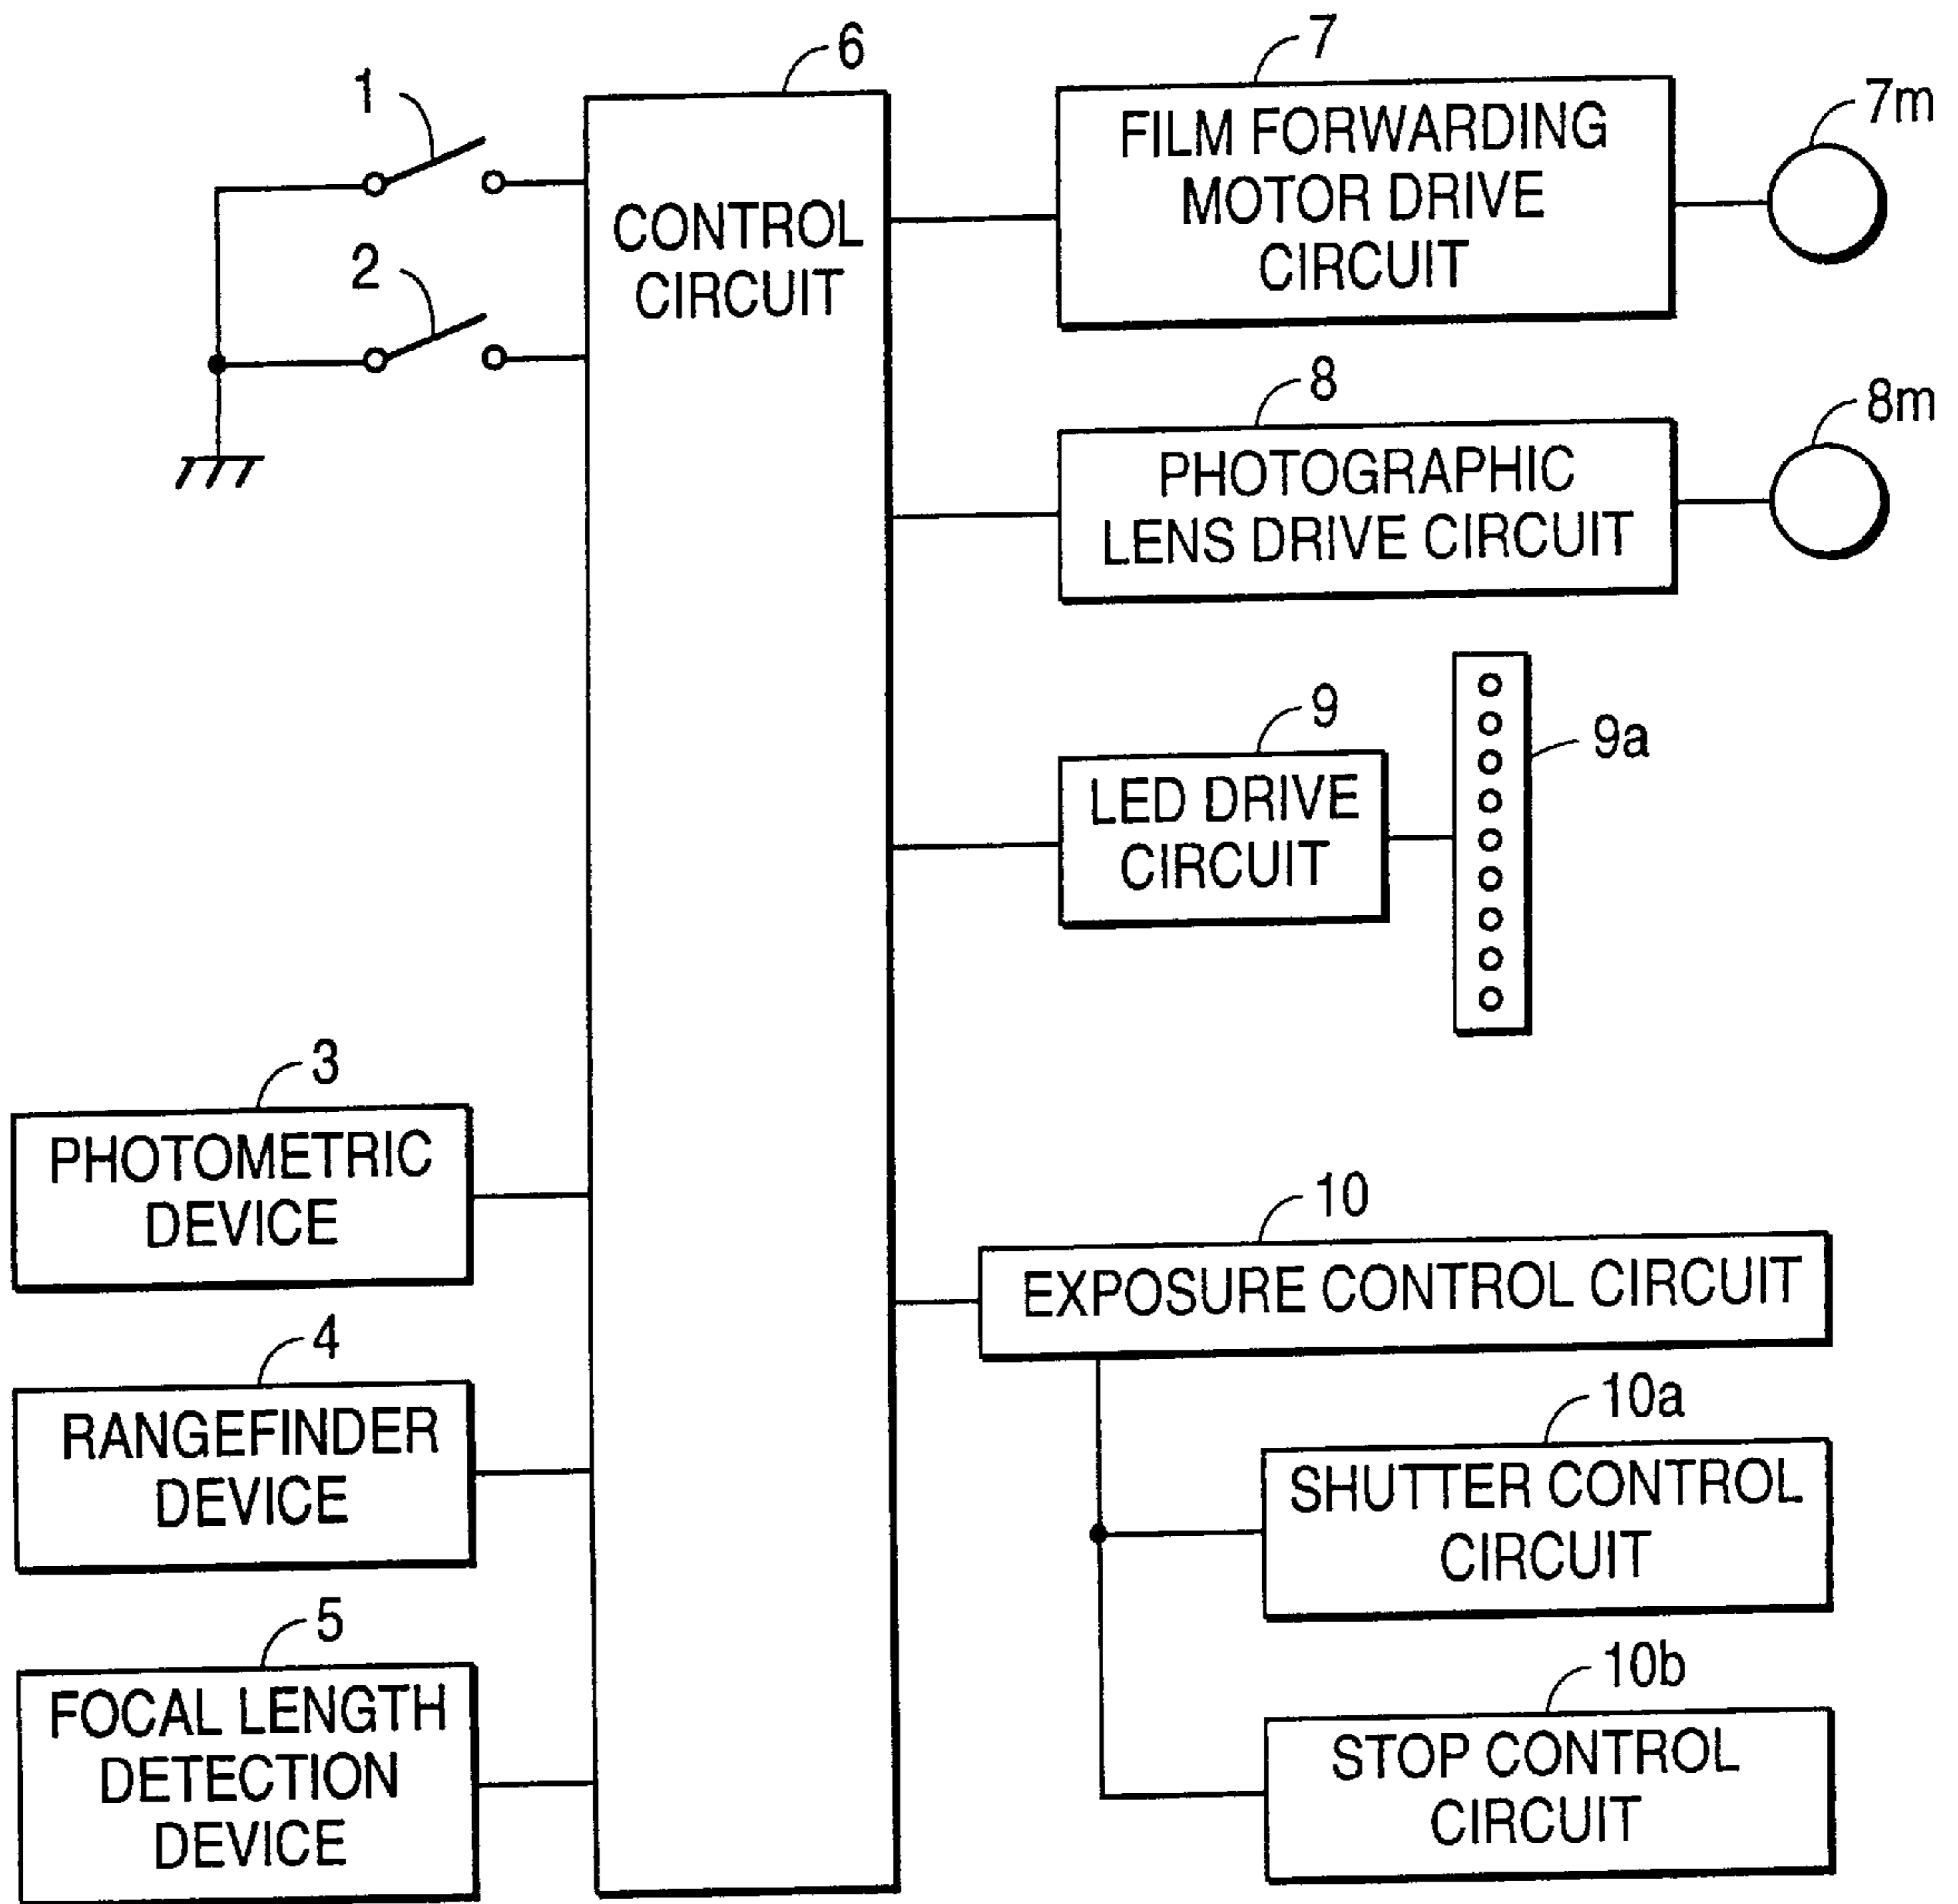 1
2
6
CONTROL
CIRCUIT
7
FILM FORWARDING
MOTOR DRIVE
CIRCUIT
7m
8
PHOTOGRAPHIC
LENS DRIVE CIRCUIT
8m
9
LED DRIVE
CIRCUIT
9a
3
PHOTOMETRIC
DEVICE
4
RANGEFINDER
DEVICE
5
FOCAL LENGTH
DETECTION
DEVICE
10
EXPOSURE CONTROL CIRCUIT
10a
SHUTTER CONTROL
CIRCUIT
10b
STOP CONTROL
CIRCUIT